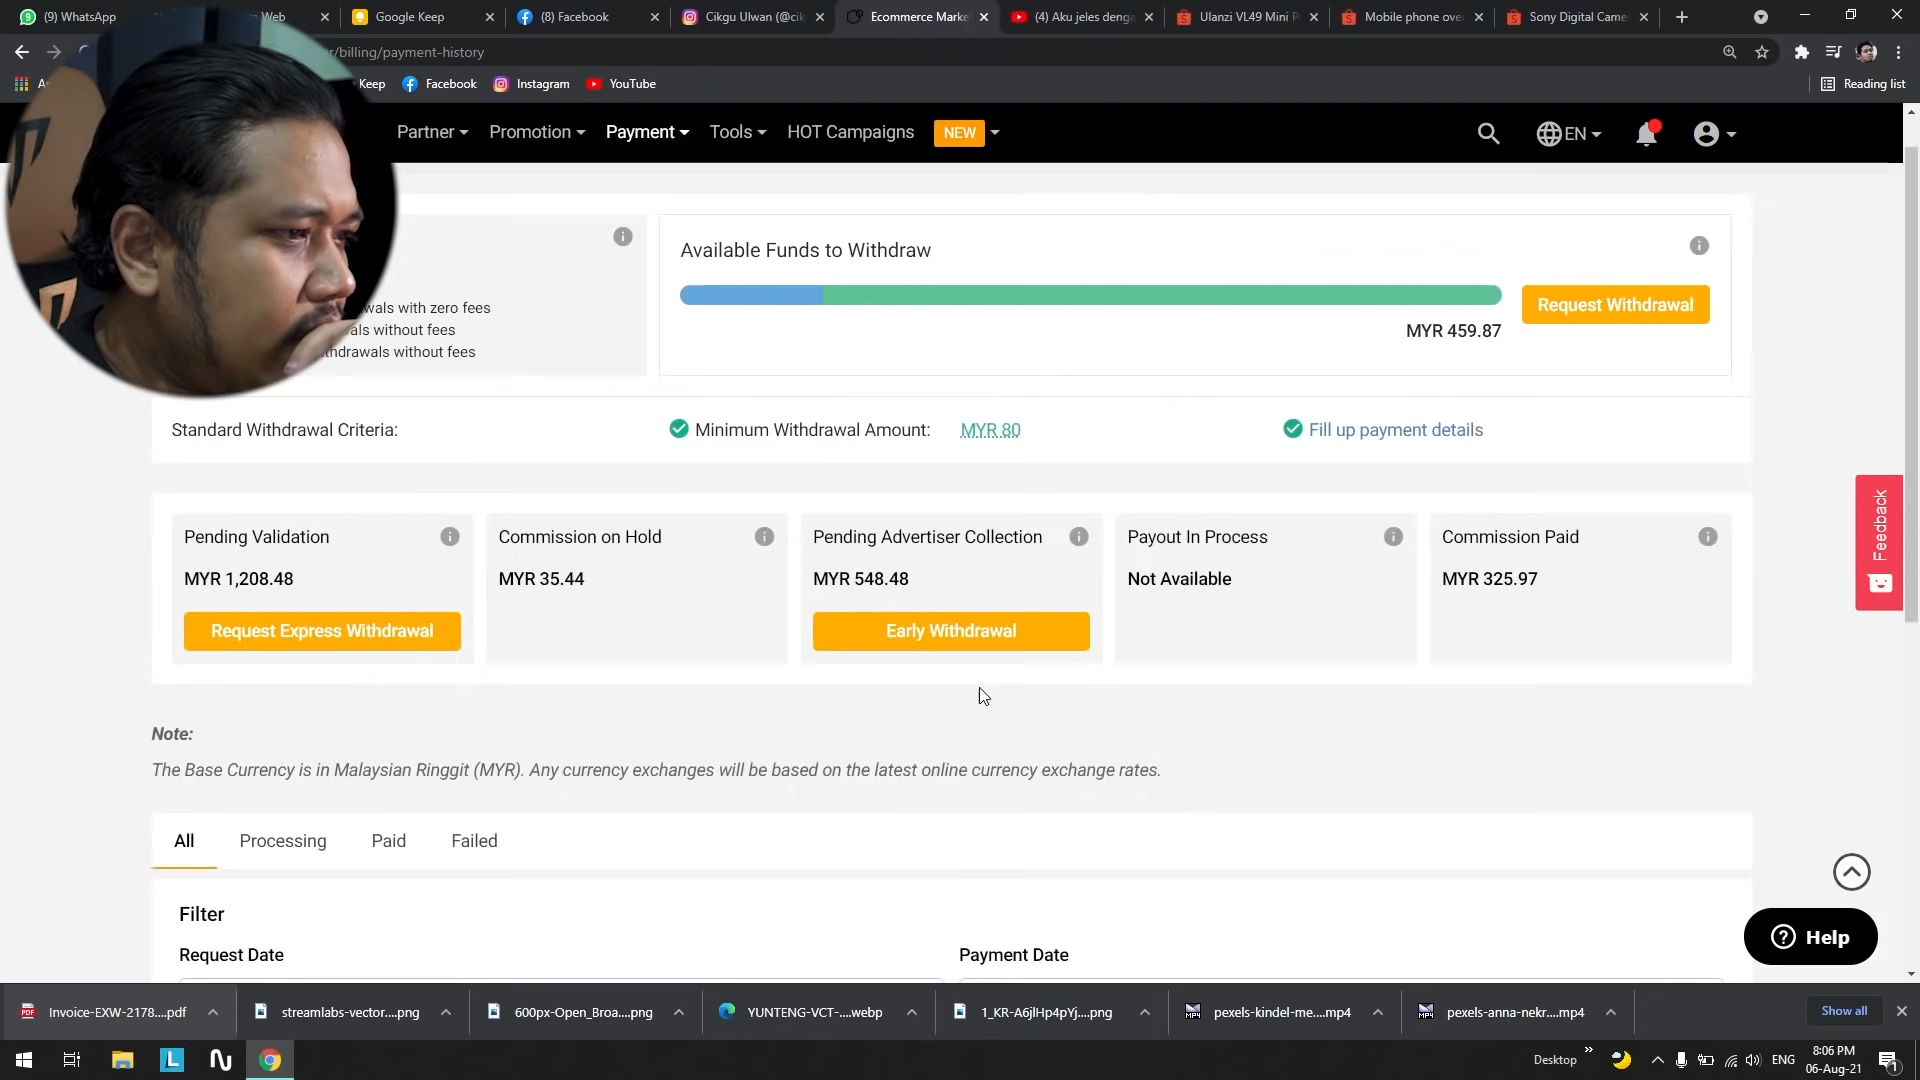 (9) WhatsApp
m Web
Google Keep
(8) Facebook
Cikgu Ulwan (@cik
Ecommerce Marke
(4) Aku jeles denga
Ulanzi VL49 Mini P
Mobile phone over
Sony Digital Came
r/billing/payment-history
Keep
Facebook
Instagram
YouTube
Reading list
Partner
Promotion
Payment
Tools
HOT Campaigns
NEW
EN
Available Funds to Withdraw
wals with zero fees
als without fees
thdrawals without fees
MYR 459.87
Request Withdrawal
Standard Withdrawal Criteria:
Minimum Withdrawal Amount:
MYR 80
Fill up payment details
Feedback
Pending Validation
MYR 1,208.48
Request Express Withdrawal
Commission on Hold
MYR 35.44
Pending Advertiser Collection
MYR 548.48
Early Withdrawal
Payout In Process
Not Available
Commission Paid
MYR 325.97
Note:
The Base Currency is in Malaysian Ringgit (MYR). Any currency exchanges will be based on the latest online currency exchange rates.
All
Processing
Paid
Failed
Filter
Request Date
Payment Date
Help
Invoice-EXW-2178....pdf
streamlabs-vector....png
600px-Open_Broa....png
YUNTENG-VCT-....webp
1_KR-A6jlHp4pYj....png
pexels-kindel-me....mp4
pexels-anna-nekr....mp4
Show all
Desktop
ENG
8:06 PM
06-Aug-21